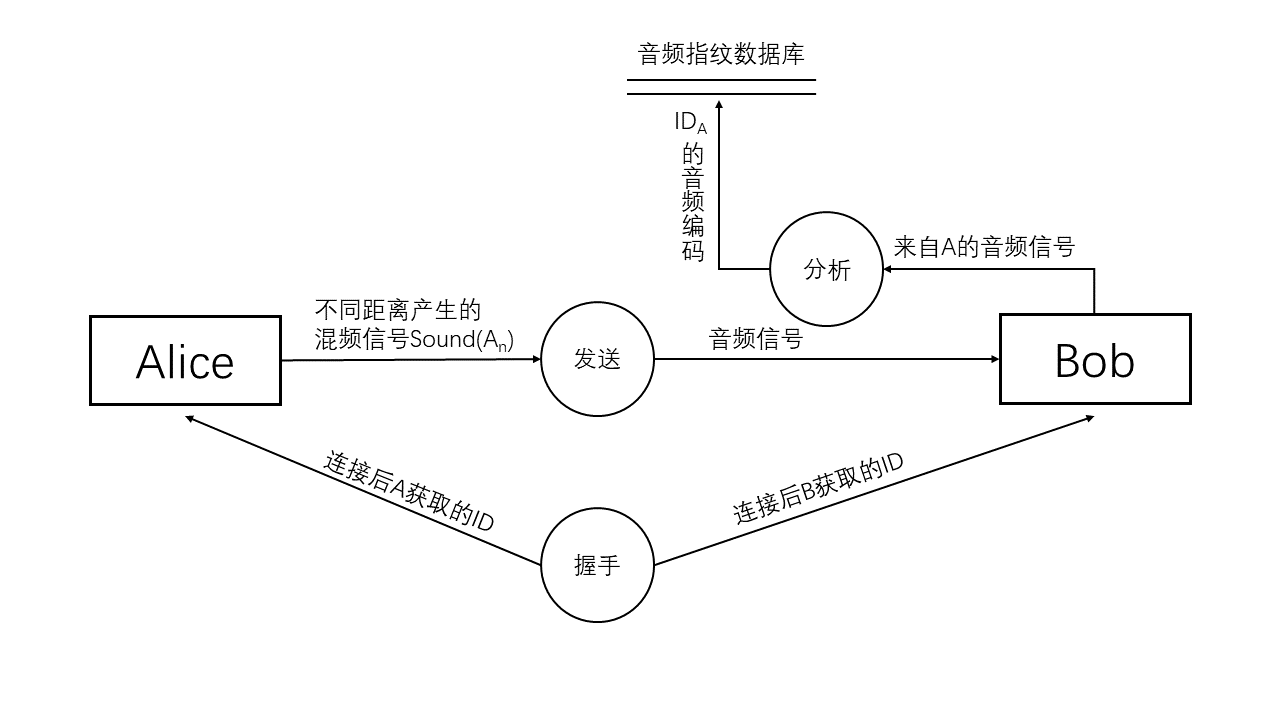 音频指纹数据库
IDA
的音频编码
来自A的音频信号
分析
不同距离产生的
混频信号Sound(An)
发送
音频信号
Alice
Bob
连接后A获取的ID
连接后B获取的ID
握手